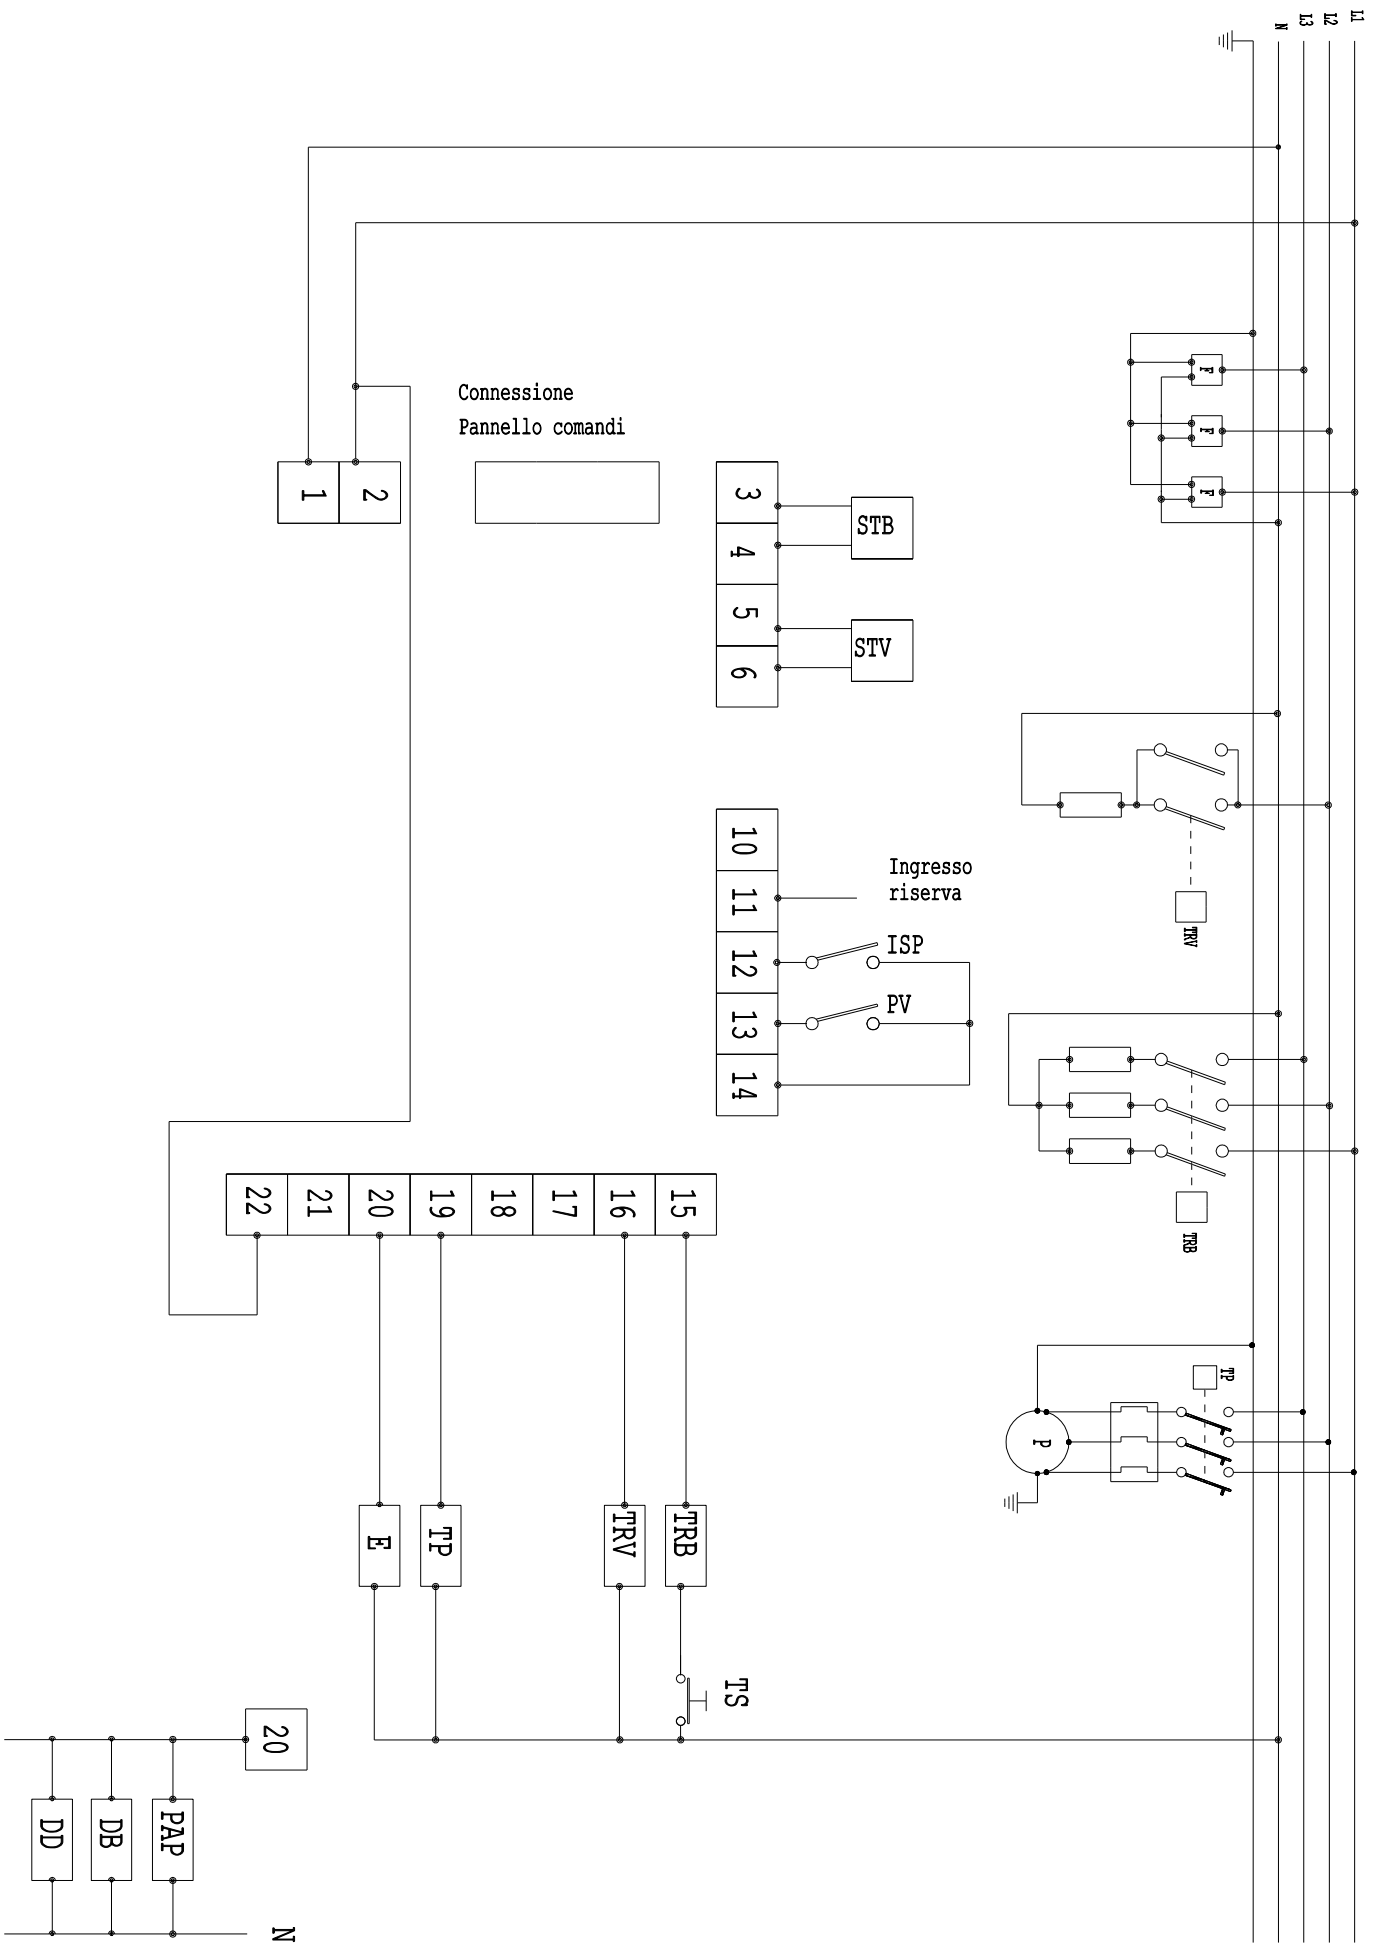 L1
L2
L3
N
F
F
F
Connessione
Pannello comandi
1
2
3
4
5
6
STB
STV
TRV
10
11
12
13
14
Ingresso
riserva
ISP
PV
TRB
22
21
20
19
18
17
16
15
TP
P
E
TP
TRV
TRB
TS
20
DD
DB
PAP
N